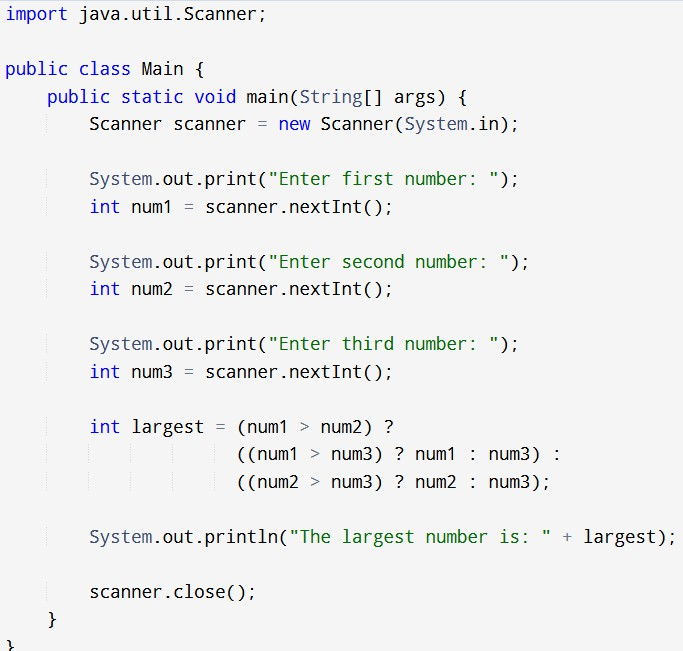 import java.util.Scanner;
public class Main {
public static void main(String[] args) {
Scanner scanner = new Scanner(System.in);
System.out.print("Enter first number: ");
int num1 = scanner.nextInt();
System.out.print("Enter second number: ");
int num2 = scanner.nextInt();
System.out.print("Enter third number: ");
int num3 = scanner.nextInt();
int largest = (num1 > num2) ?
((num1 > num3) ? num1 : num3) :
((num2 > num3) ? num2 : num3);
System.out.println("The largest number is: " + largest);
scanner.close();
}
}